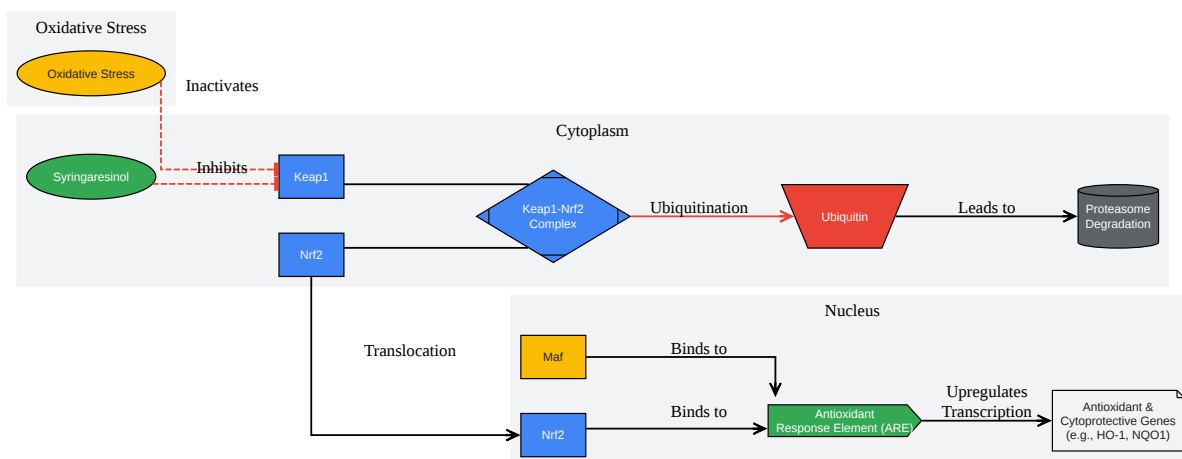 Oxidative Stress
Oxidative Stress
Inactivates
Cytoplasm
Syringaresinol
Inhibits
Keap1
Keap1-Nrf2
Complex
Ubiquitination
Ubiquitin
Leads to
Proteasome
Degradation
Nrf2
Translocation
Nucleus
Maf
Binds to
Nrf2
Binds to
Antioxidant
Response Element (ARE)
Upregulates
Transcription
Antioxidant &
Cytoprotective Genes
(e.g., HO-1, NQO1)